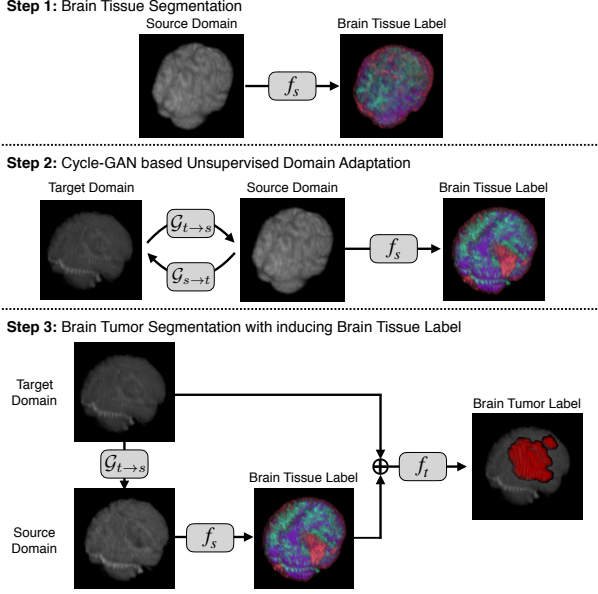 Step 1: Brain Tissue Segmentation
Source Domain
Brain Tissue Label
f_s
Step 2: Cycle-GAN based Unsupervised Domain Adaptation
Target Domain
Source Domain
Brain Tissue Label
𝒢_{t→s}
f_s
𝒢_{s→t}
Step 3: Brain Tumor Segmentation with inducing Brain Tissue Label
Target
Domain
Brain Tumor Label
𝒢_{t→s}
⊕
f_t
Brain Tissue Label
Source
Domain
f_s